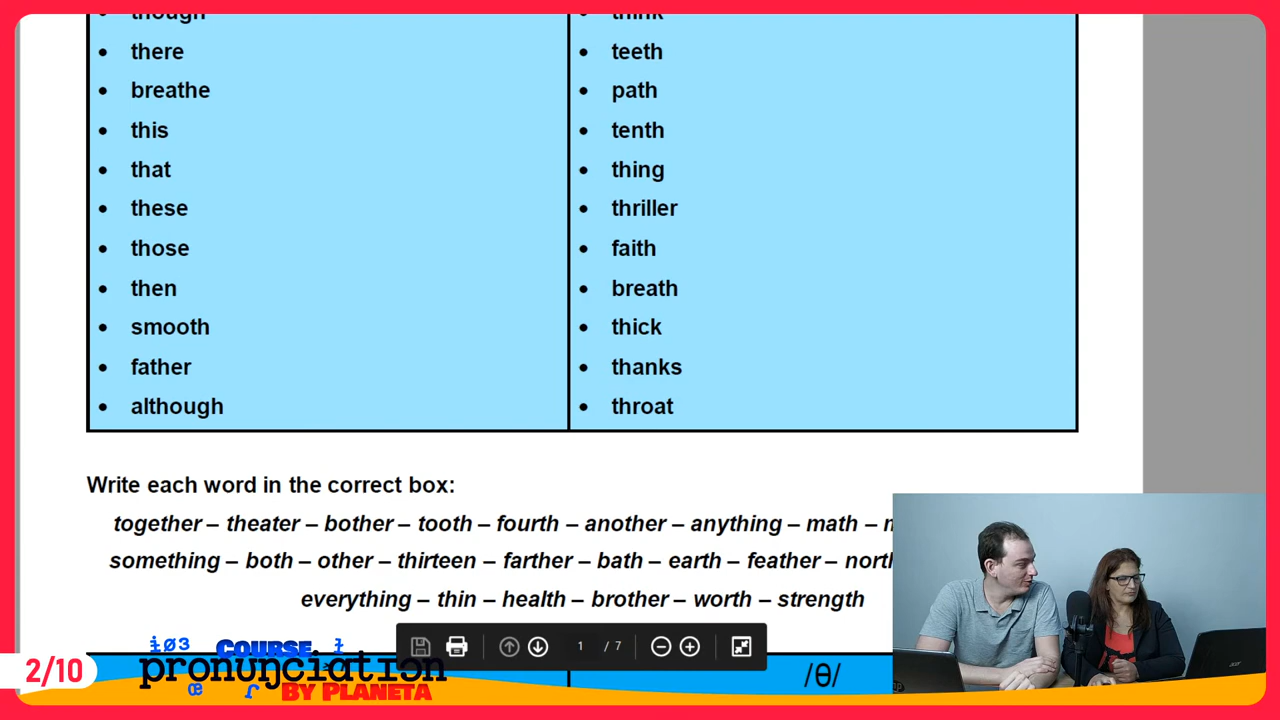 though
think
there
teeth
breathe
path
this
tenth
that
thing
these
thriller
those
faith
then
breath
smooth
thick
father
thanks
although
throat
Write each word in the correct box:
together – theater – bother – tooth – fourth – another – anything – math –
something – both – other – thirteen – farther – bath – earth – feather – north
everything – thin – health – brother – worth – strength
1 / 7
/θ/
COURSE
pronunciation
BY PLANETA
2/10